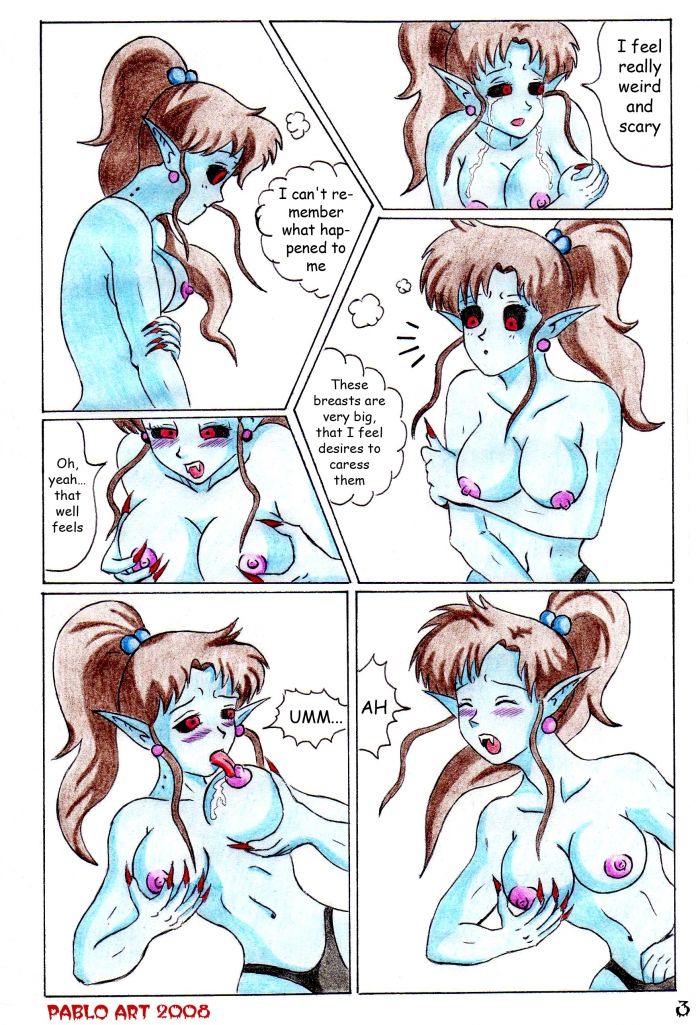 I can't re-
member
what hap-
pened to
me
I feel
really
weird
and
scary
These
breasts are
very big,
that I feel
desires to
caress
them
Oh,
yeah...
that
well
feels
UMM...
AH
PABLO ART 2008
3